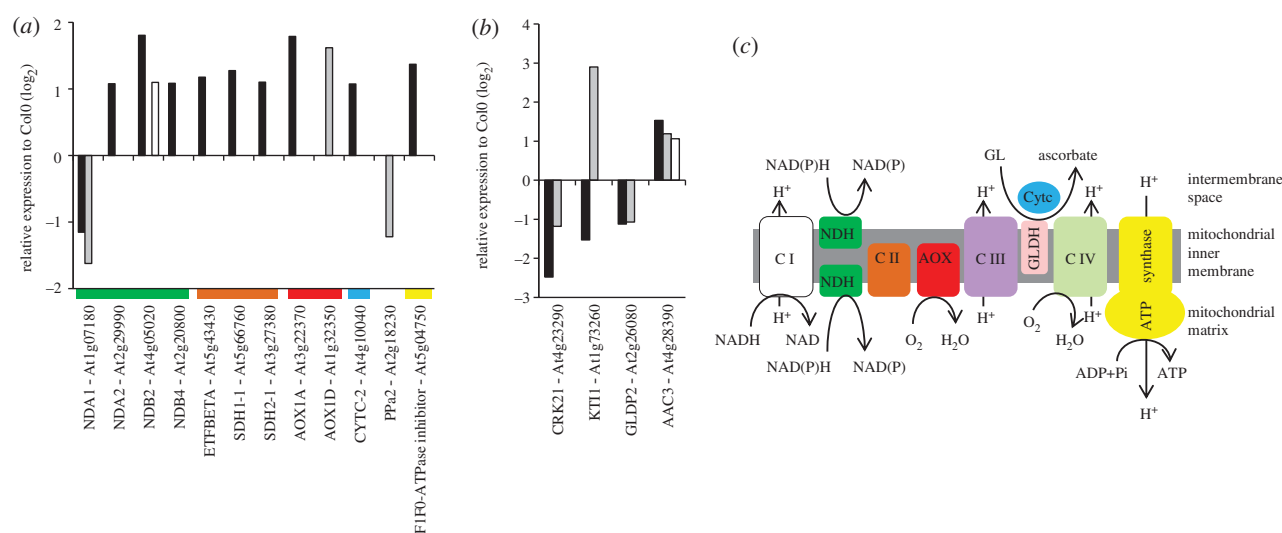 (a)
relative expression to Col0 (log2)
2
1
0
−1
−2
NDA1 - At1g07180
NDA2 - At2g29990
NDB2 - At4g05020
NDB4 - At2g20800
ETFBETA - At5g43430
SDH1-1 - At5g66760
SDH2-1 - At3g27380
AOX1A - At3g22370
AOX1D - At1g32350
CYTC-2 - At4g10040
PPa2 - At2g18230
F1F0-ATPase inhibitor - At5g04750
(b)
relative expression to Col0 (log2)
4
3
2
1
0
−1
−2
−3
CRK21 - At4g23290
KTI1 - At1g73260
GLDP2 - At2g26080
AAC3 - At4g28390
(c)
NAD(P)H
NAD(P)
GL
ascorbate
H+
H+
H+
H+
Cytc
intermembrane
space
NDH
GLDH
C I
C II
AOX
C III
C IV
ATP synthase
mitochondrial
inner
membrane
NDH
H+
H+
H+
O2
H2O
O2
H2O
mitochondrial
matrix
NADH
NAD
NAD(P)H
NAD(P)
ADP+Pi
ATP
H+